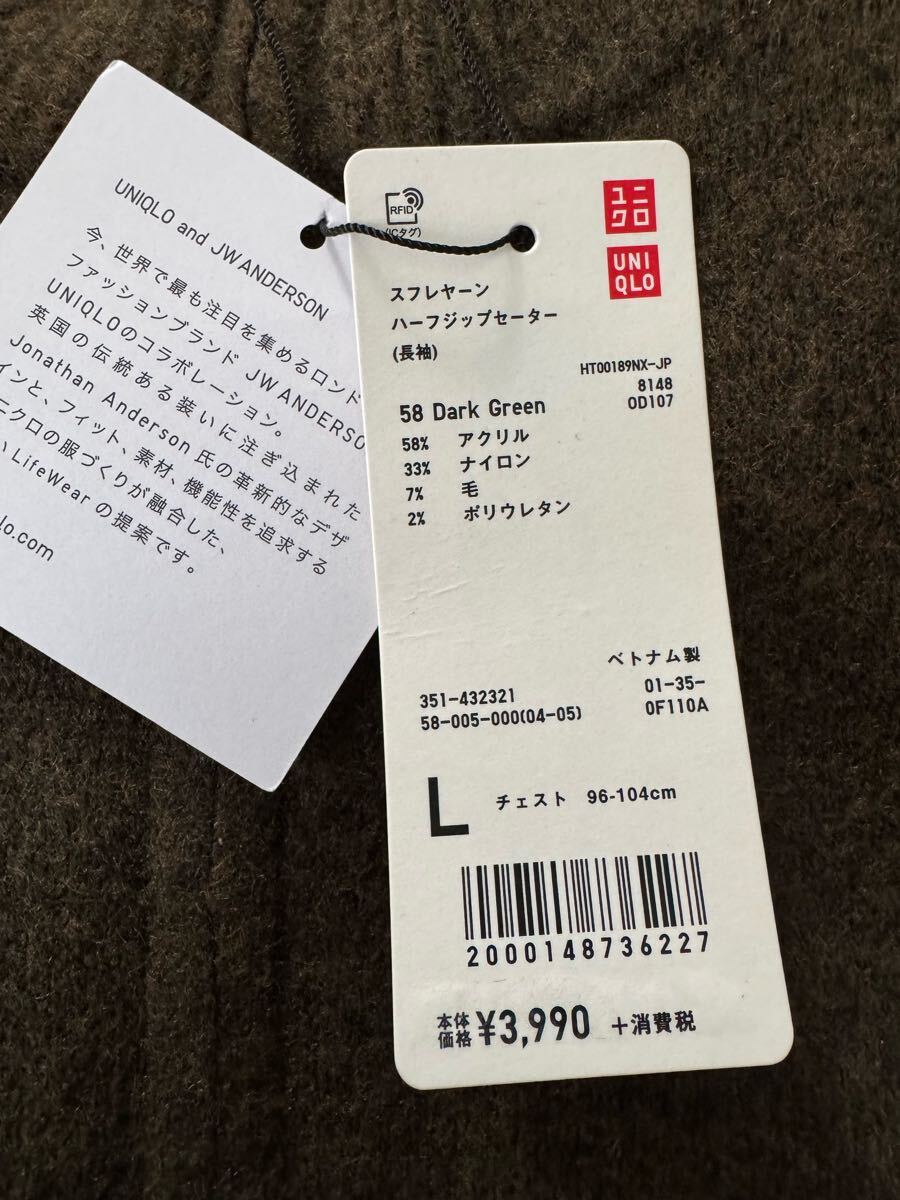 UNIQLO and JW ANDERSON
今、世界で最も注目を集めるロンド
ファッションブランド JW ANDERSO
UNIQLOのコラボレーション。
英国の伝統ある装いに注ぎ込まれた
Jonathan Anderson 氏の革新的なデザ
インと、フィット、素材、機能性を追求する
ニクロの服づくりが融合した、
い LifeWear の提案です。
lo.com
RFID
(ICタグ)
ユニ
クロ
UNI
QLO
スフレヤーン
ハーフジップセーター
(長袖)
HT00189NX-JP
8148
OD107
58 Dark Green
58% アクリル
33% ナイロン
7% 毛
2% ポリウレタン
ベトナム製
351-432321
58-005-000(04-05)
01-35-
0F110A
L チェスト 96-104cm
2000148736227
本体
価格 ¥3,990 +消費税